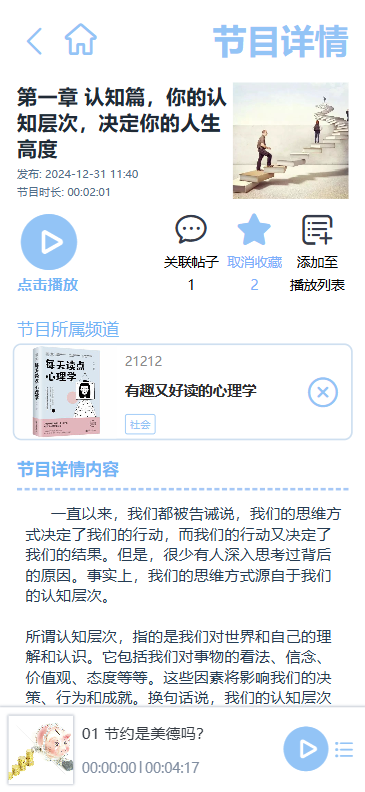 节目详情
第一章 认知篇，你的认
知层次，决定你的人生
高度
发布: 2024-12-31 11:40
节目时长: 00:02:01
点击播放
关联帖子
1
取消收藏
2
添加至
播放列表
节目所属频道
每天读点
心理学
21212
有趣又好读的心理学
社会
节目详情内容
一直以来，我们都被告诫说，我们的思维方
式决定了我们的行动，而我们的行动又决定了
我们的结果。但是，很少有人深入思考过背后
的原因。事实上，我们的思维方式源自于我们
的认知层次。
所谓认知层次，指的是我们对世界和自己的理
解和认识。它包括我们对事物的看法、信念、
价值观、态度等等。这些因素将影响我们的决
策、行为和成就。换句话说，我们的认知层次
01 节约是美德吗?
00:00:00|00:04:17